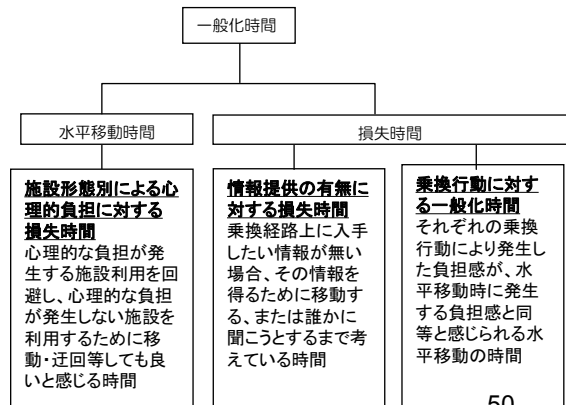 一般化時間
水平移動時間
損失時間
施設形態別による心
理的負担に対する
損失時間
心理的な負担が発
生する施設利用を回
避し、心理的な負担
が発生しない施設を
利用するために移
動・迂回等しても良
いと感じる時間
情報提供の有無に
対する損失時間
乗換経路上に入手
したい情報が無い
場合、その情報を
得るために移動す
る、または誰かに
聞こうとするまで考
えている時間
乗換行動に対す
る一般化時間
それぞれの乗換
行動により発生し
た負担感が、水
平移動時に発生
する負担感と同
等と感じられる水
平移動の時間
50